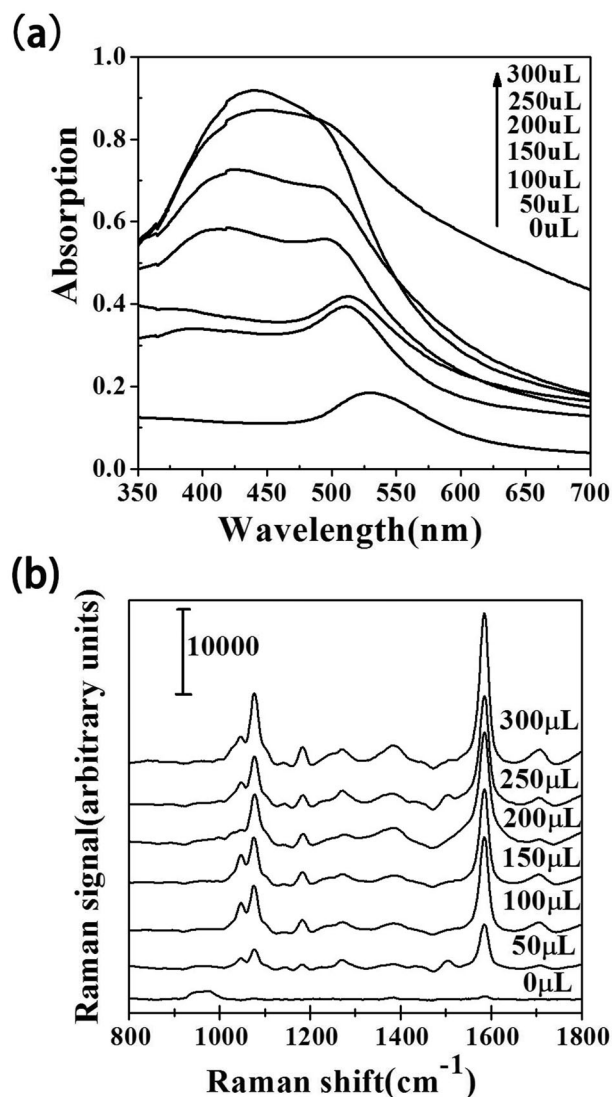 (a)
Absorption
1.0
0.8
0.6
0.4
0.2
0.0
300uL
250uL
200uL
150uL
100uL
50uL
0uL
350 400 450 500 550 600 650 700
Wavelength(nm)
(b)
Raman signal(arbitrary units)
10000
300μL
250μL
200μL
150μL
100μL
50μL
0μL
800 1000 1200 1400 1600 1800
Raman shift(cm⁻¹)